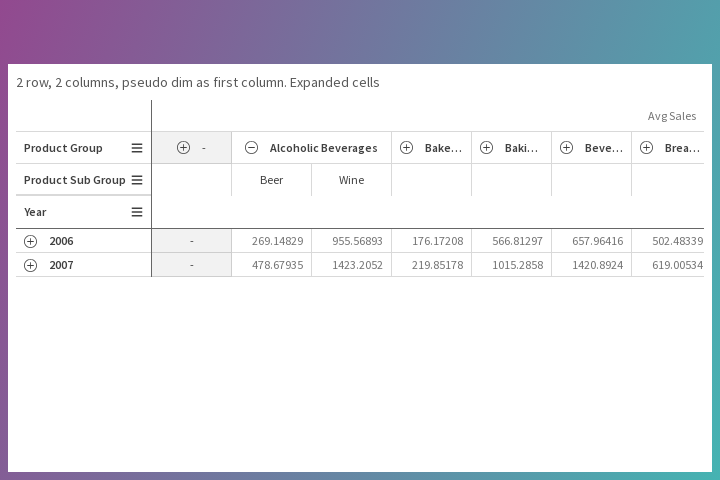 2 row, 2 columns, pseudo dim as first column. Expanded cells
Avg Sales
Product Group - Alcoholic Beverages Bake… Baki… Beve… Brea…
Product Sub Group Beer Wine
Year
2006 - 269.14829 955.56893 176.17208 566.81297 657.96416 502.48339
2007 - 478.67935 1423.2052 219.85178 1015.2858 1420.8924 619.00534